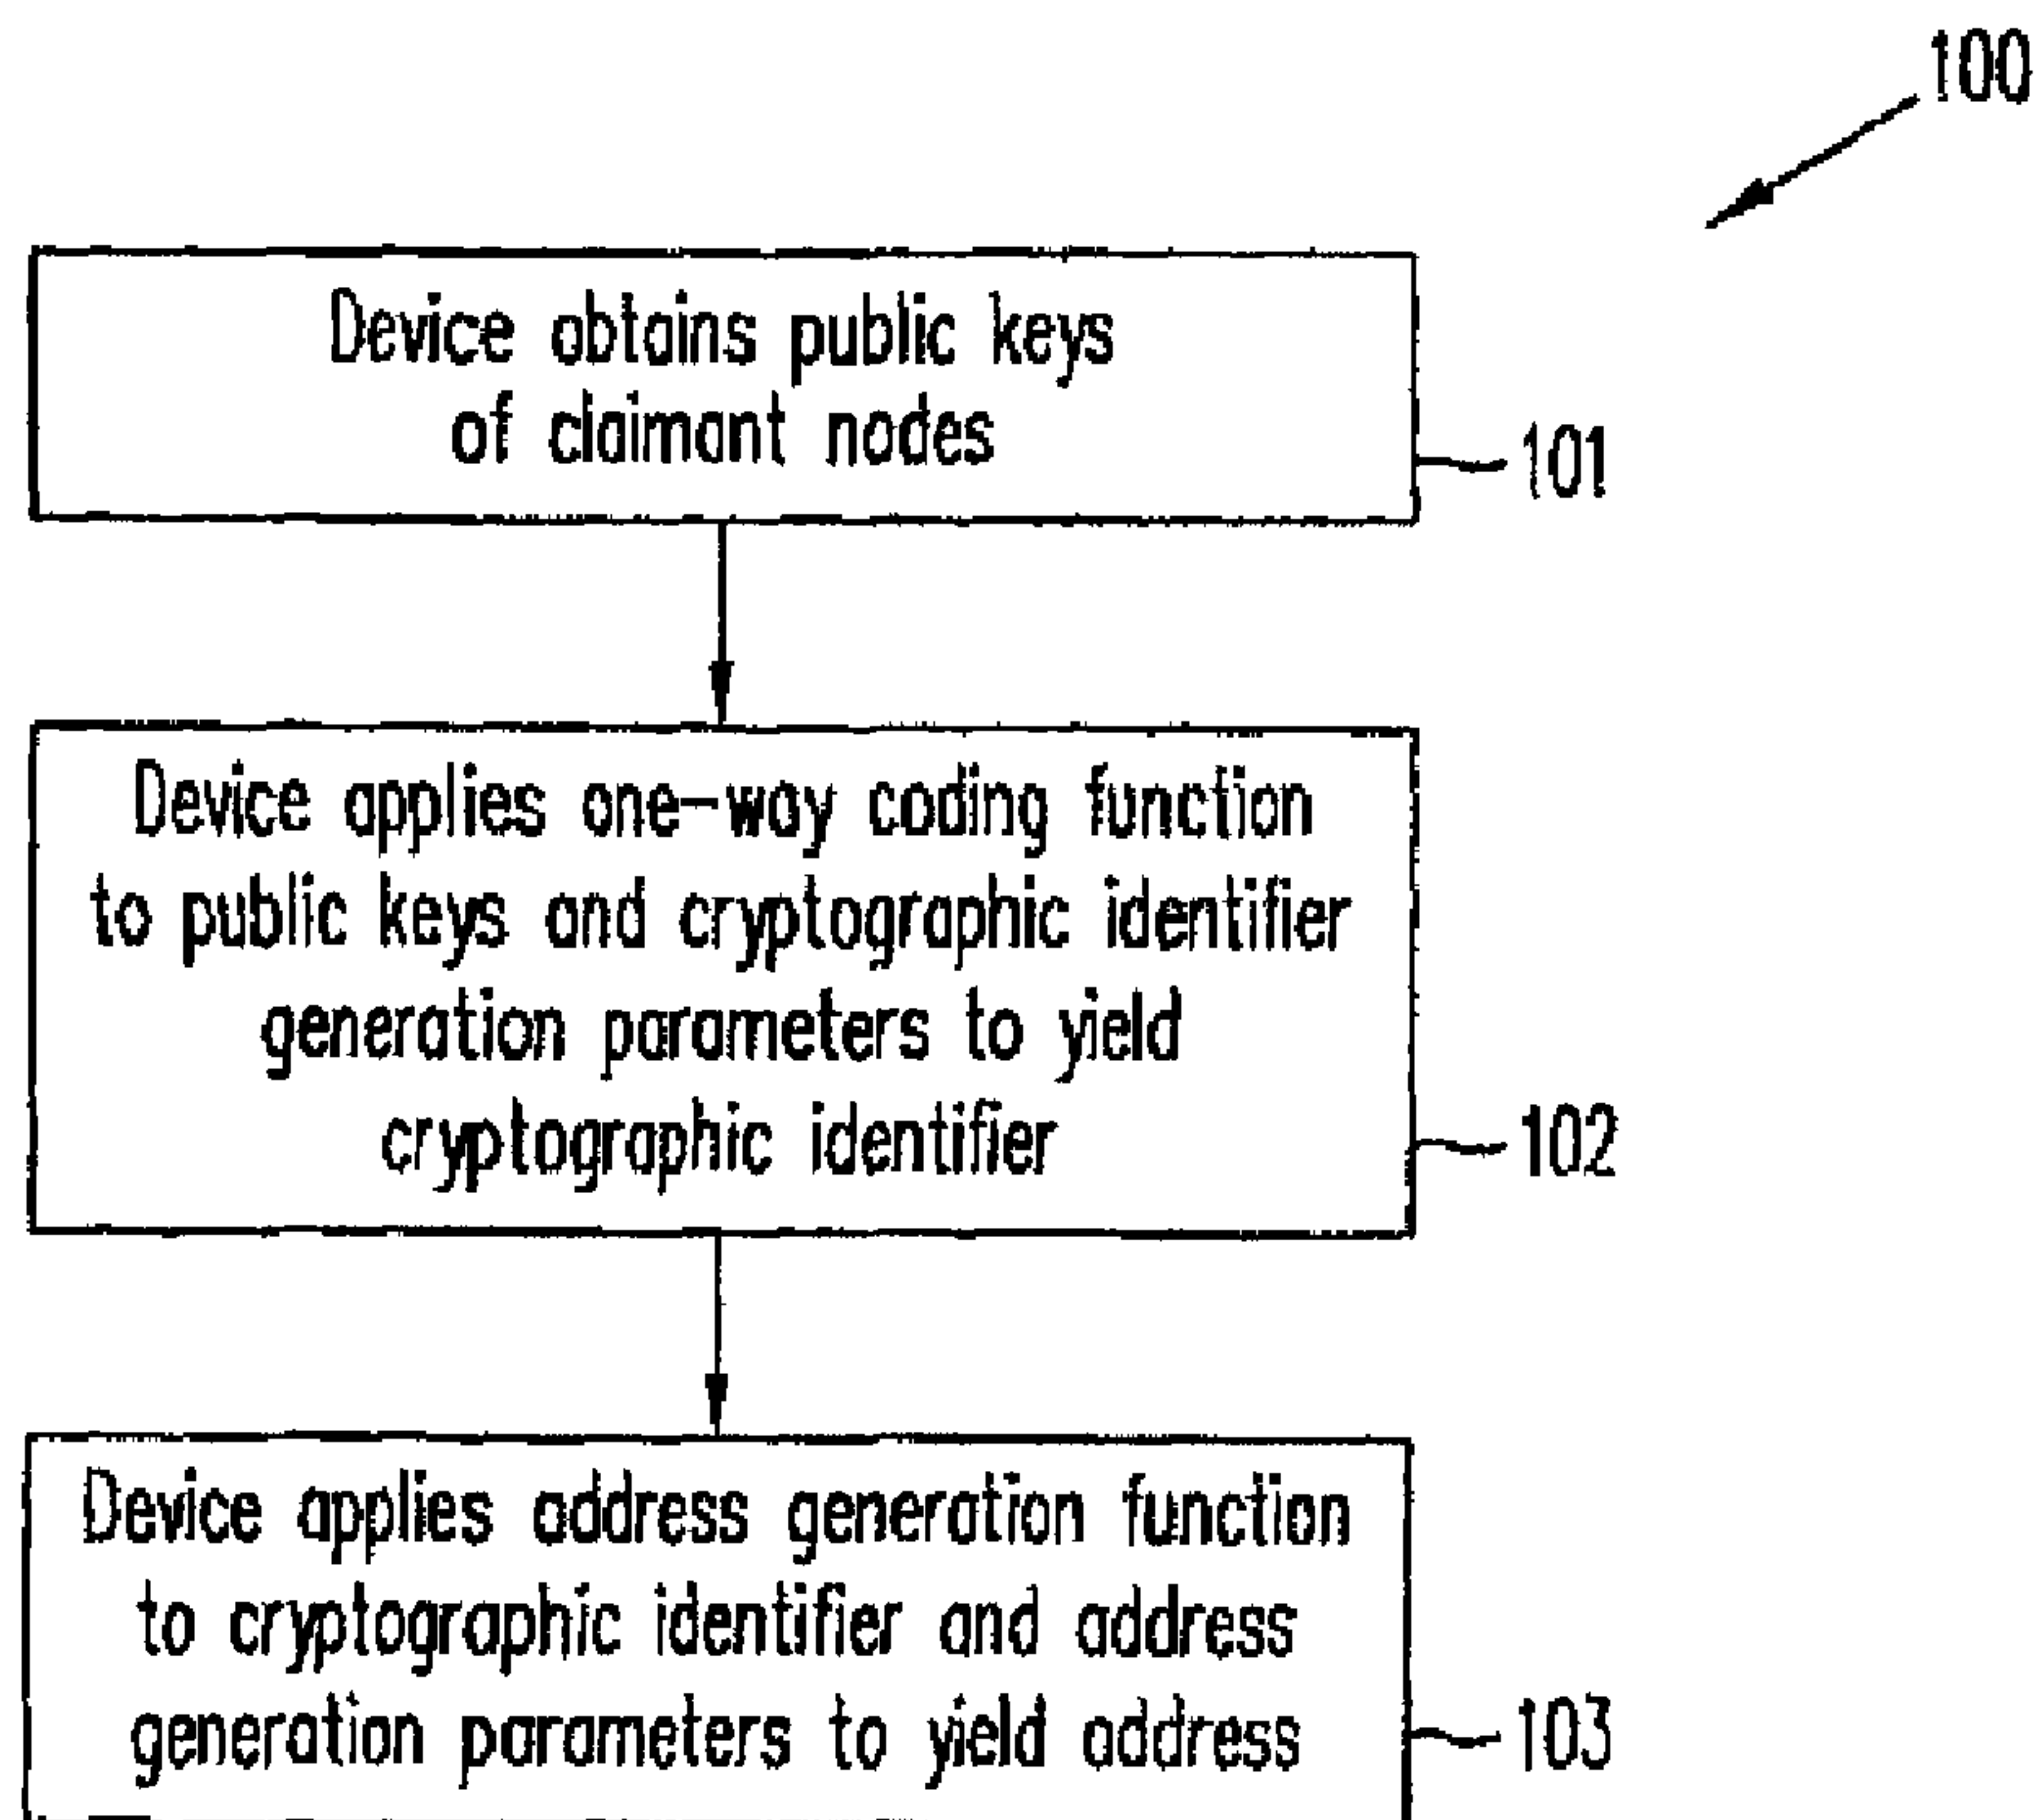 100
Device obtains public keys
of claimant nodes
101
Device applies one-way coding function
to public keys and cryptographic identifier
generation parameters to yield
cryptographic identifier
102
Device applies address generation function
to cryptographic identifier and address
generation parameters to yield address
103